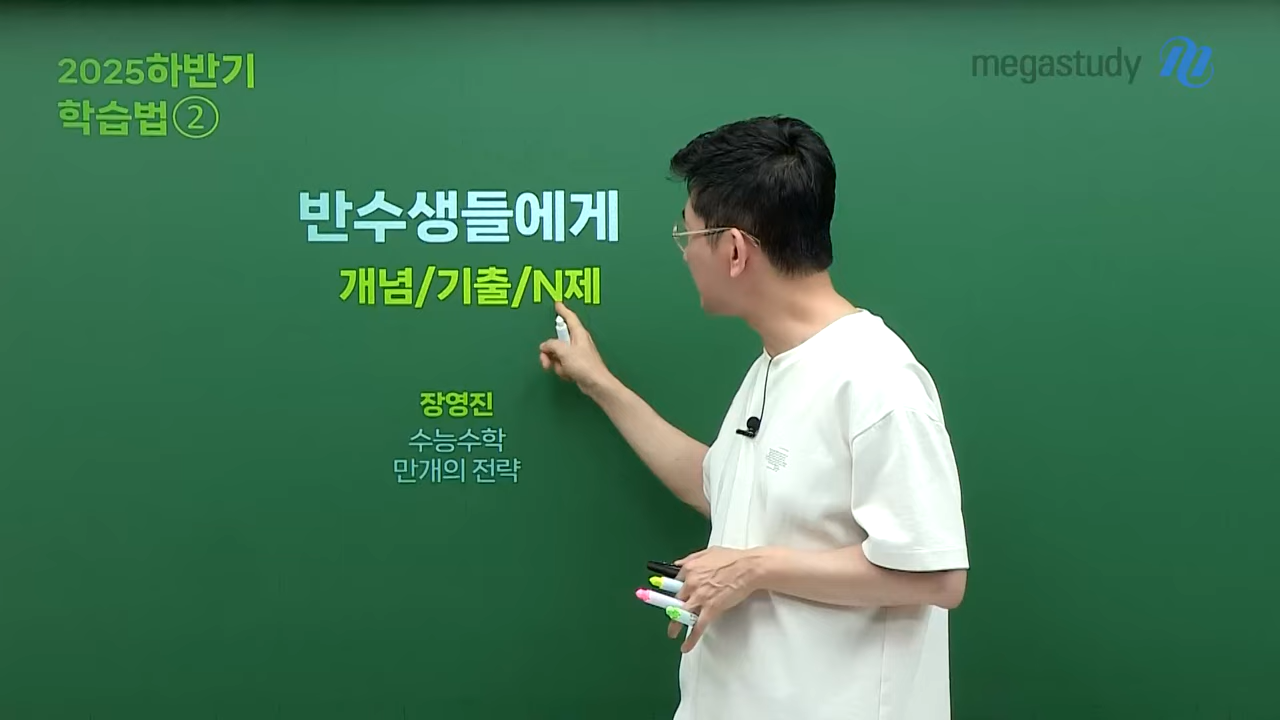 2025하반기
학습법②
megastudy
반수생들에게
개념/기출/N제
장영진
수능수학
만개의 전략